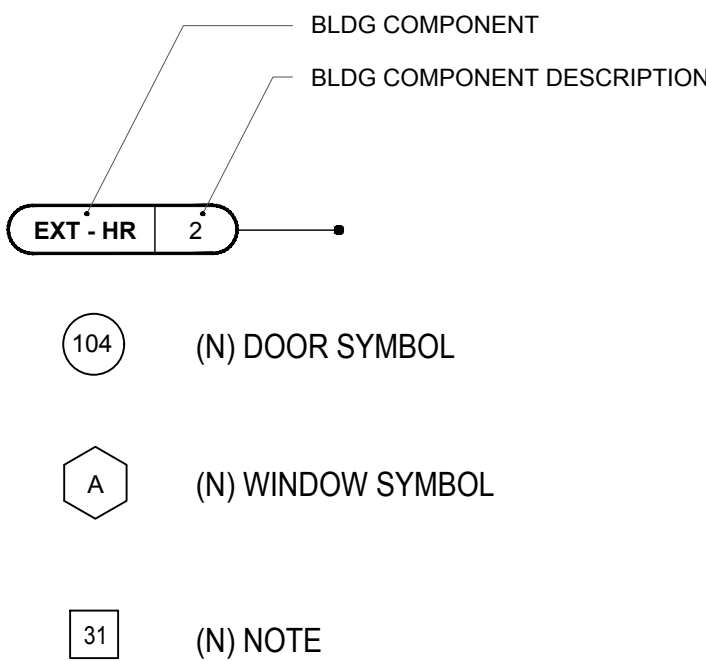 BLDG COMPONENT
BLDG COMPONENT DESCRIPTION
EXT - HR 2
104 (N) DOOR SYMBOL
A (N) WINDOW SYMBOL
31 (N) NOTE